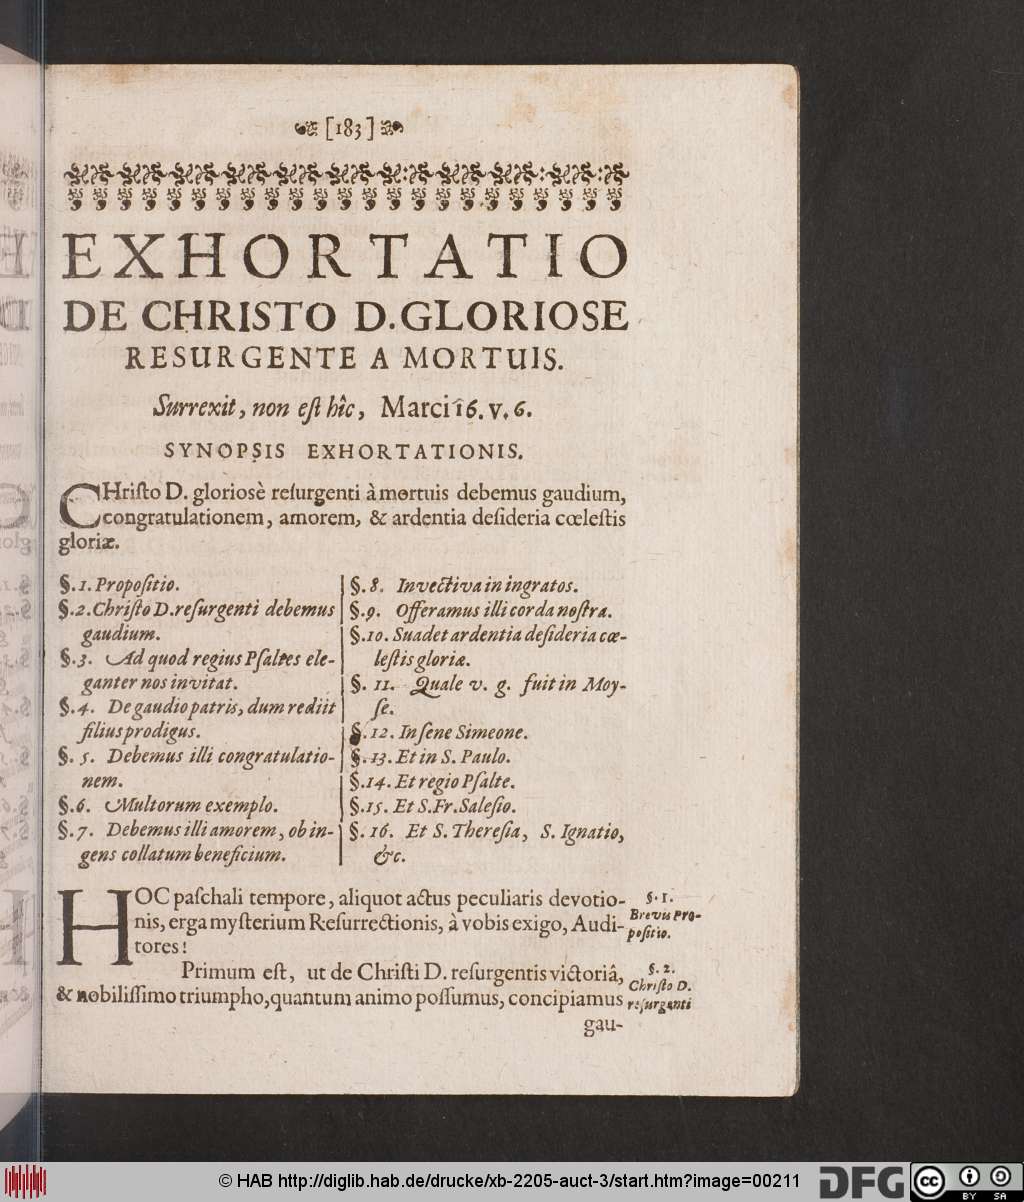 [183]
EXHORTATIO
DE CHRISTO D. GLORIOSE
RESURGENTE A MORTUIS.
Surrexit, non eſt hîc, Marci 16. v. 6.
SYNOPSIS EXHORTATIONIS.
CHriſto D. glorioſè reſurgenti à mortuis debemus gaudium,
congratulationem, amorem, & ardentia deſideria cœleſtis
gloriæ.
§. 1. Propoſitio.
§. 2. Chriſto D. reſurgenti debemus
gaudium.
§. 3. Ad quod regius Pſaltes ele-
ganter nos invitat.
§. 4. De gaudio patris, dum rediit
filius prodigus.
§. 5. Debemus illi congratulatio-
nem.
§. 6. Multorum exemplo.
§. 7. Debemus illi amorem, ob in-
gens collatum beneficium.
§. 8. Invectiva in ingratos.
§. 9. Offeramus illi corda noſtra.
§. 10. Suadet ardentia deſideria cœ-
leſtis gloriæ.
§. 11. Quale v. g. fuit in Moy-
ſe.
§. 12. In ſene Simeone.
§. 13. Et in S. Paulo.
§. 14. Et regio Pſalte.
§. 15. Et S. Fr. Saleſio.
§. 16. Et S. Thereſia, S. Ignatio,
&c.
HOC paſchali tempore, aliquot actus peculiaris devotio-
nis, erga myſterium Reſurrectionis, à vobis exigo, Audi-
tores!
Primum eſt, ut de Chriſti D. reſurgentis victoriâ,
& nobiliſſimo triumpho, quantum animo poſſumus, concipiamus
gau-
§. 1.
Brevis Pro-
poſitio.
§. 2.
Chriſto D.
reſurgenti
© HAB http://diglib.hab.de/drucke/xb-2205-auct-3/start.htm?image=00211
DFG
cc
BY SA